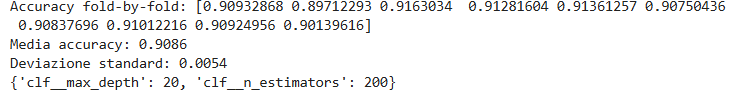 Accuracy fold-by-fold: [0.90932868 0.89712293 0.9163034  0.91281604 0.91361257 0.90750436
 0.90837696 0.91012216 0.90924956 0.90139616]
Media accuracy: 0.9086
Deviazione standard: 0.0054
{'clf__max_depth': 20, 'clf__n_estimators': 200}